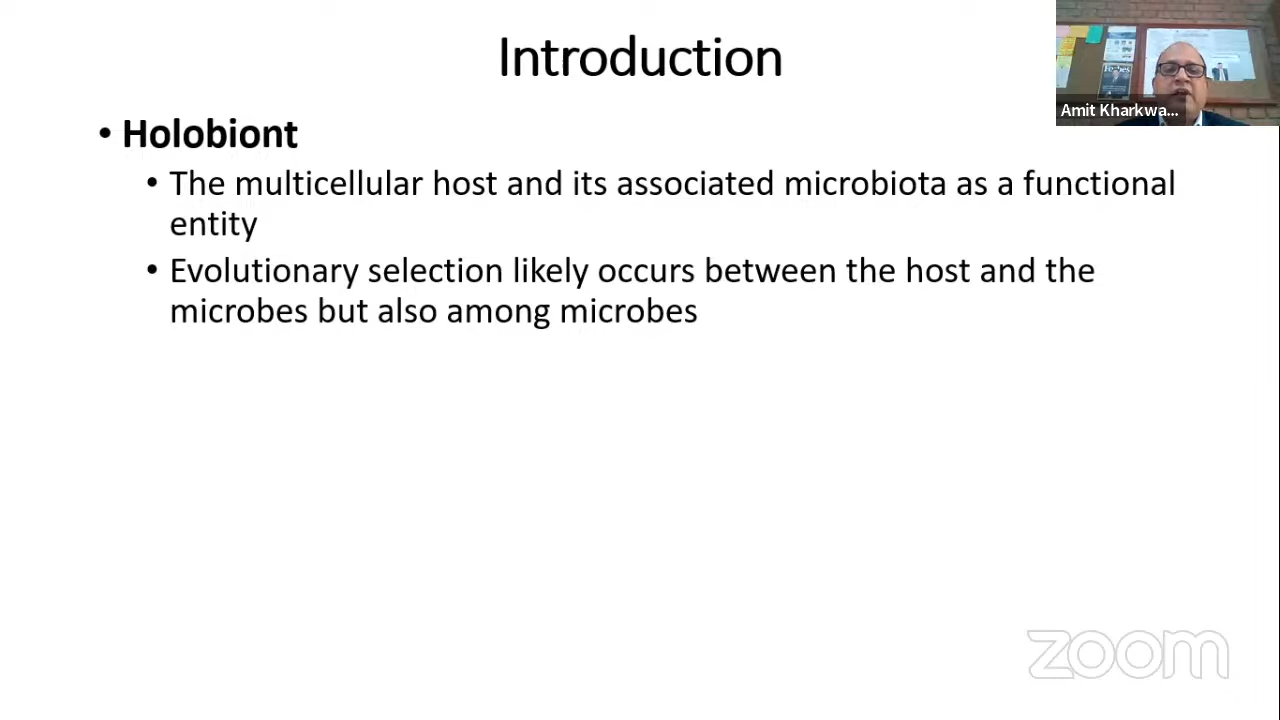 Introduction
Amit Kharkwa...
• Holobiont
• The multicellular host and its associated microbiota as a functional
entity
• Evolutionary selection likely occurs between the host and the
microbes but also among microbes
zoom